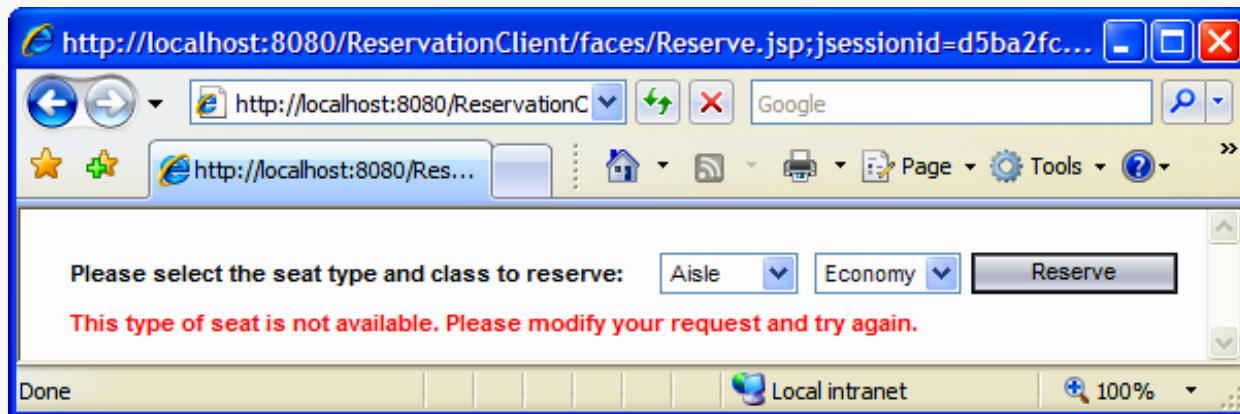 http://localhost:8080/ReservationClient/faces/Reserve.jsp;jsessionid=d5ba2fc...
http://localhost:8080/ReservationC Google
http://localhost:8080/Res... Page Tools »
Please select the seat type and class to reserve: Aisle Economy Reserve
This type of seat is not available. Please modify your request and try again.
Done Local intranet 100%